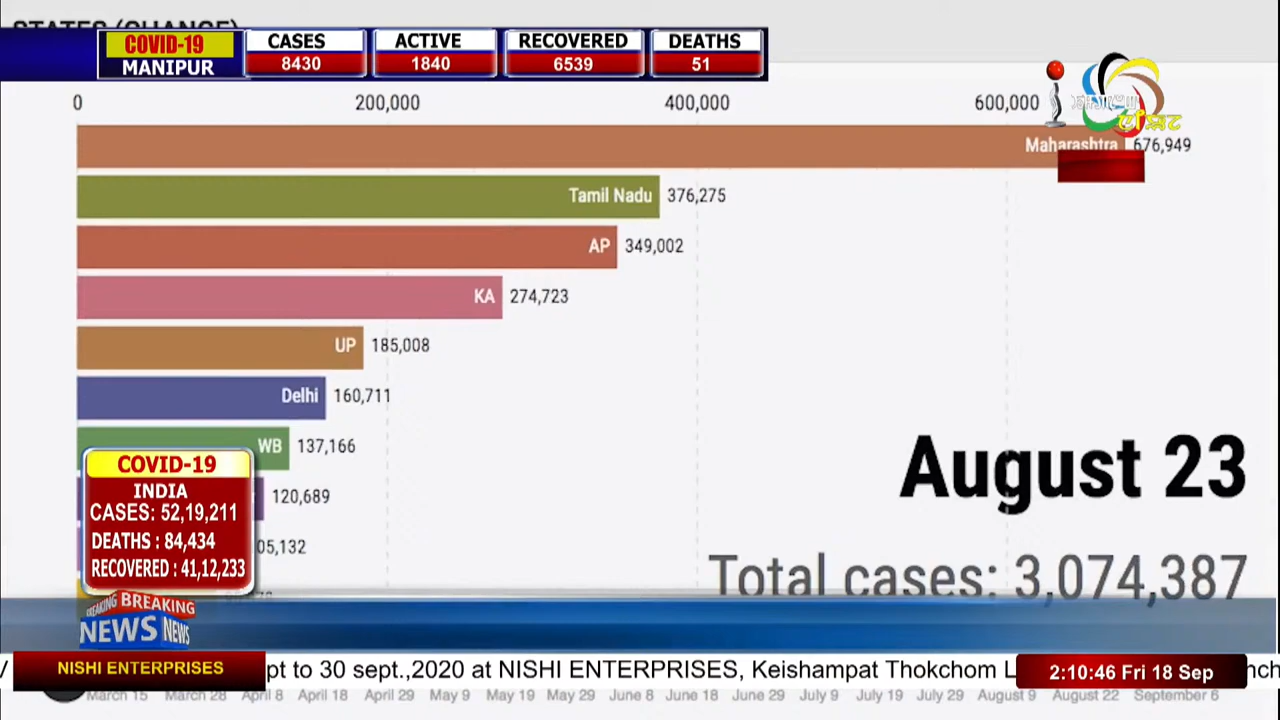 STATES (CHANGE)
COVID-19
MANIPUR
CASES
8430
ACTIVE
1840
RECOVERED
6539
DEATHS
51
0 200,000 400,000 600,000
Maharashtra 676,949
Tamil Nadu 376,275
AP 349,002
KA 274,723
UP 185,008
Delhi 160,711
WB 137,166
120,689
05,132
August 23
Total cases: 3,074,387
COVID-19
INDIA
CASES: 52,19,211
DEATHS : 84,434
RECOVERED : 41,12,233
BREAKING BREAKING
NEWS NEWS
NISHI ENTERPRISES
pt to 30 sept.,2020 at NISHI ENTERPRISES, Keishampat Thokchom L
2:10:46 Fri 18 Sep
March 15 March 28 April 8 April 18 April 29 May 9 May 19 May 29 June 8 June 18 June 29 July 9 July 19 July 29 August 9 August 22 September 6